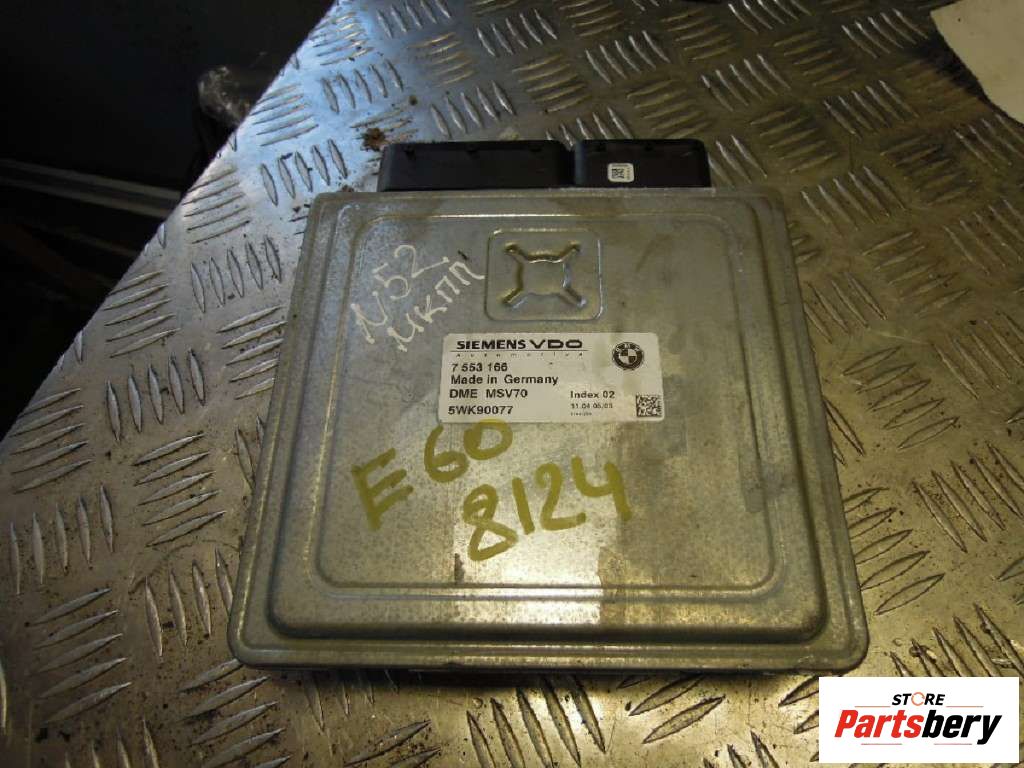 N52
МКПП
SIEMENS VDO
automotive
7 553 166
Made in Germany
DME MSV70
Index 02
5WK90077
E60
8124
STORE
Partsbery